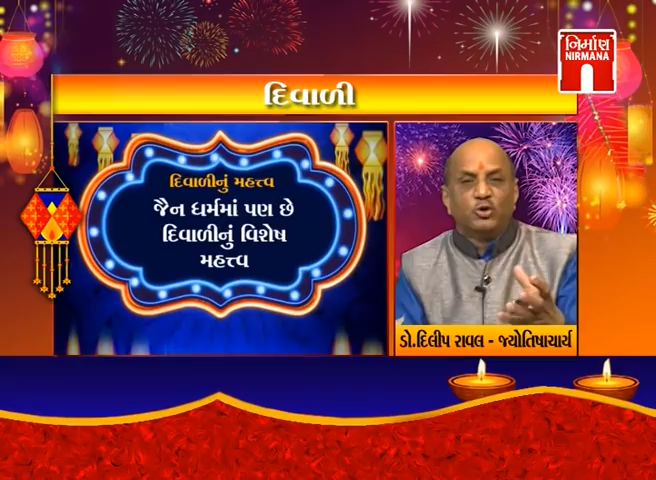 નિર્માણ
NIRMANA
દિવાળી
દિવાળીનું મહત્ત્વ
જૈન ધર્મમાં પણ છે
દિવાળીનું વિશેષ
મહત્ત્વ
ડો.દિલીપ રાવલ - જ્યોતિષાચાર્ય